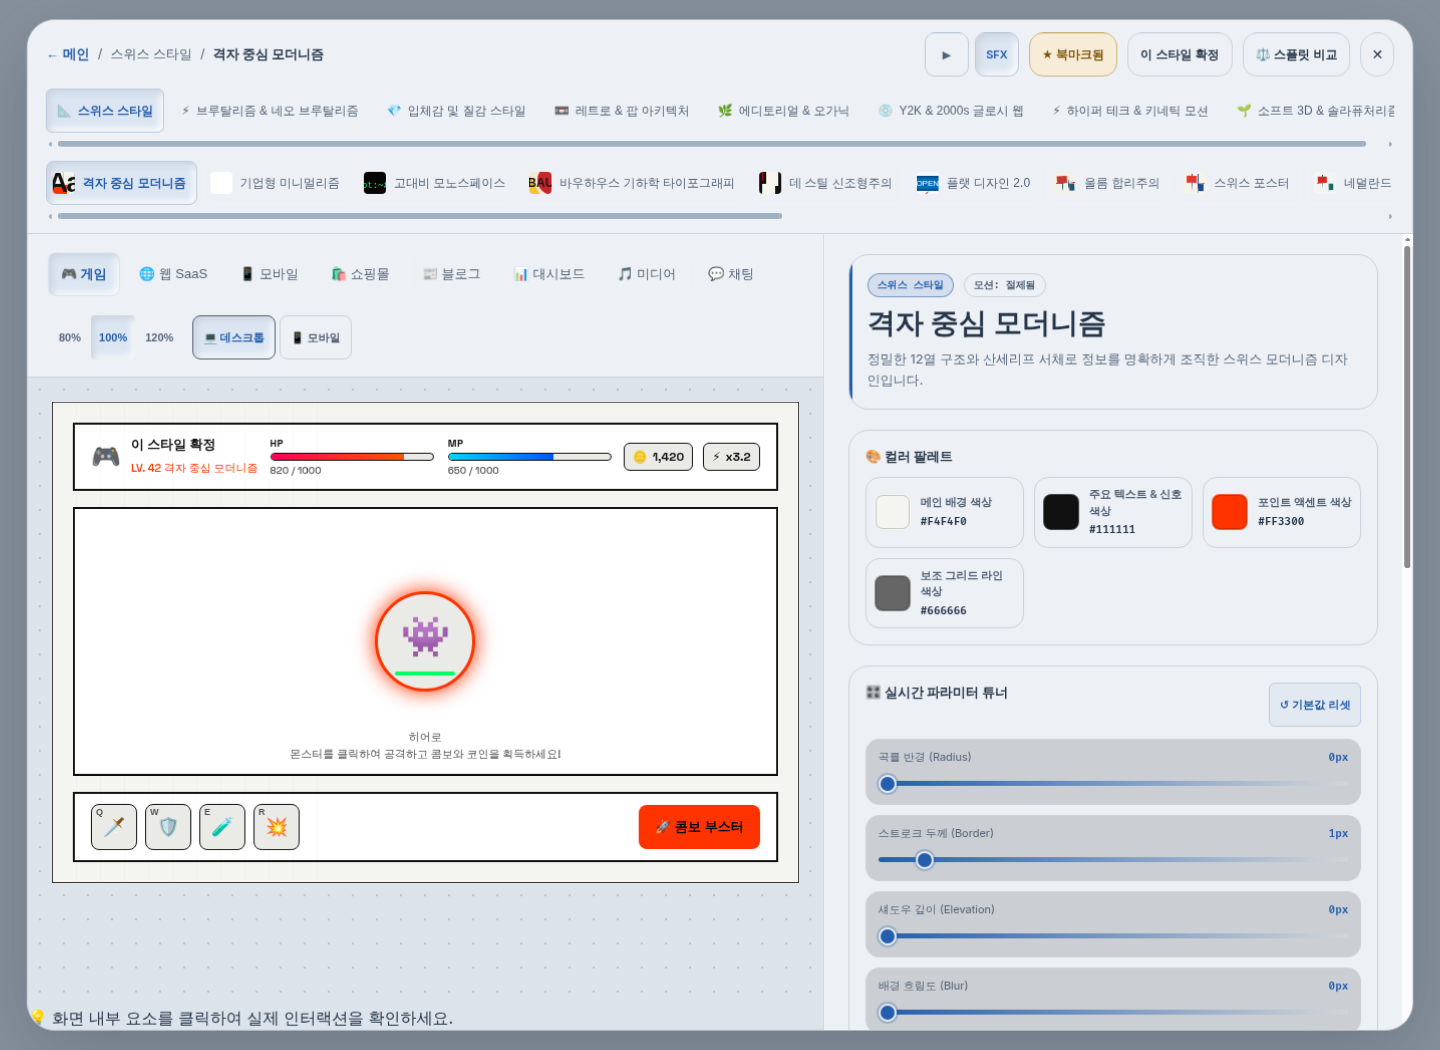 ← 메인 / 스위스 스타일 / 격자 중심 모더니즘
▶ SFX ★ 북마크됨 이 스타일 확정 ⚖️ 스플릿 비교 ✕
스위스 스타일 ⚡ 브루탈리즘 & 네오 브루탈리즘 입체감 및 질감 스타일 레트로 & 팝 아키텍처 에디토리얼 & 오가닉 Y2K & 2000s 글로시 웹 ⚡ 하이퍼 테크 & 키네틱 모션 소프트 3D & 솔라퓨처리즘
Aa 격자 중심 모더니즘 기업형 미니멀리즘 고대비 모노스페이스 BAU 바우하우스 기하학 타이포그래피 데 스틸 신조형주의 OPEN 플랫 디자인 2.0 울름 합리주의 스위스 포스터 네덜란드
게임 웹 SaaS 모바일 쇼핑몰 블로그 대시보드 미디어 채팅
80% 100% 120% 데스크톱 모바일
이 스타일 확정
LV. 42 격자 중심 모더니즘
HP
820 / 1000
MP
650 / 1000
1,420
⚡ x3.2
히어로
몬스터를 클릭하여 공격하고 콤보와 코인을 획득하세요!
Q W E R
🚀 콤보 부스터
💡 화면 내부 요소를 클릭하여 실제 인터랙션을 확인하세요.
스위스 스타일 모션: 절제됨
격자 중심 모더니즘
정밀한 12열 구조와 산세리프 서체로 정보를 명확하게 조직한 스위스 모더니즘 디자
인입니다.
🎨 컬러 팔레트
메인 배경 색상
#F4F4F0
주요 텍스트 & 신호
색상
#111111
포인트 액센트 색상
#FF3300
보조 그리드 라인
색상
#666666
🎛️ 실시간 파라미터 튜너
↺ 기본값 리셋
곡률 반경 (Radius) 0px
스트로크 두께 (Border) 1px
섀도우 깊이 (Elevation) 0px
배경 흐림도 (Blur) 0px